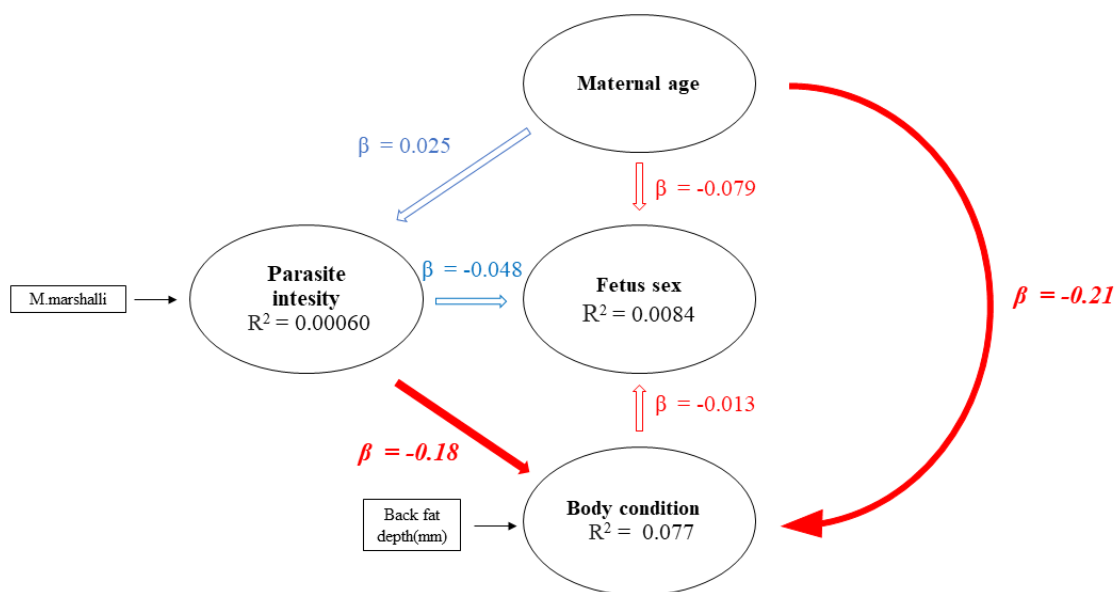 Maternal age
β = 0.025
β = -0.079
Parasite
intesity
R² = 0.00060
β = -0.048
Fetus sex
R² = 0.0084
M.marshalli
β = -0.21
β = -0.013
β = -0.18
Body condition
R² = 0.077
Back fat
depth(mm)